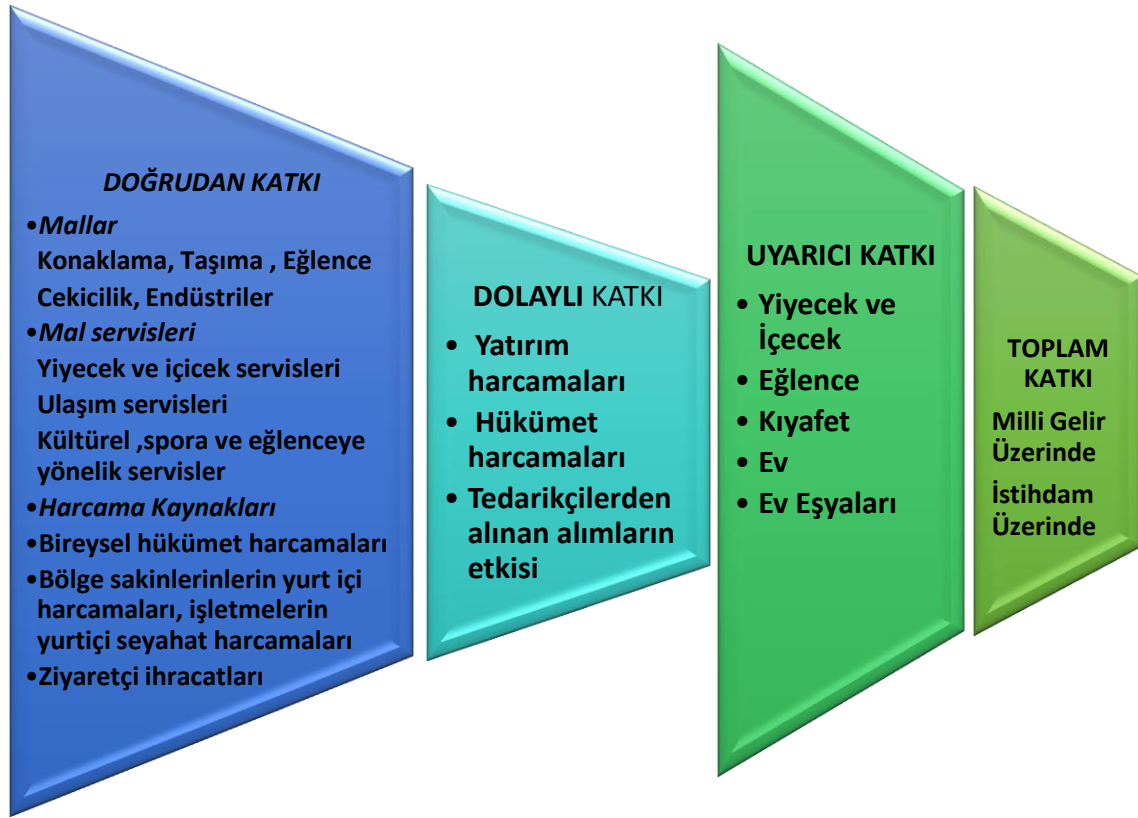 DOĞRUDAN KATKI
•Mallar
Konaklama, Taşıma , Eğlence
Cekicilik, Endüstriler
•Mal servisleri
Yiyecek ve içicek servisleri
Ulaşım servisleri
Kültürel ,spora ve eğlenceye
yönelik servisler
•Harcama Kaynakları
•Bireysel hükümet harcamaları
•Bölge sakinlerinlerin yurt içi
harcamaları, işletmelerin
yurtiçi seyahat harcamaları
•Ziyaretçi ihracatları
DOLAYLI KATKI
• Yatırım
harcamaları
• Hükümet
harcamaları
• Tedarikçilerden
alınan alımların
etkisi
UYARICI KATKI
• Yiyecek ve
İçecek
• Eğlence
• Kıyafet
• Ev
• Ev Eşyaları
TOPLAM
KATKI
Milli Gelir
Üzerinde
İstihdam
Üzerinde